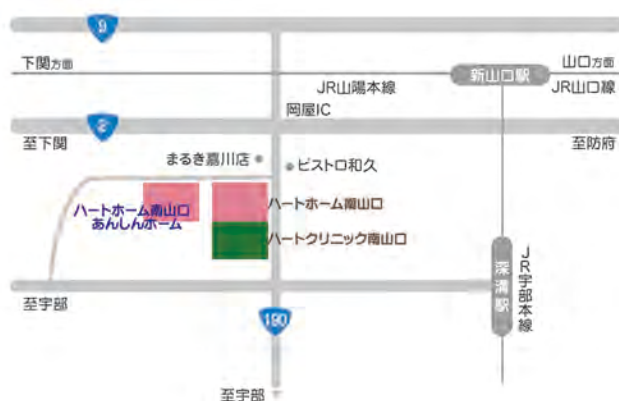 9
下関方面
新山口駅
山口方面
JR山陽本線
JR山口線
岡屋IC
2
至下関
至防府
まるき嘉川店
ビストロ和久
ハートホーム南山口
あんしんホーム
ハートホーム南山口
ハートクリニック南山口
深溝駅
JR宇部本線
至宇部
190
至宇部